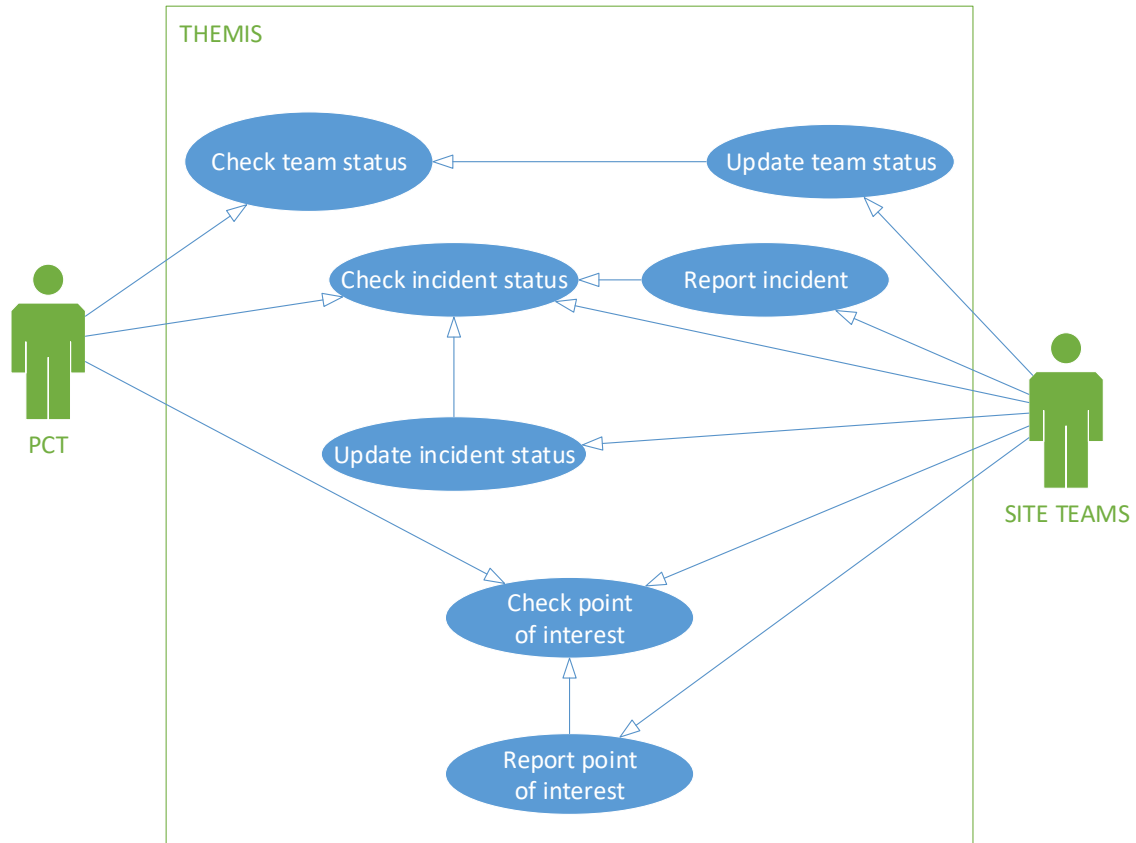 THEMIS
Check team status
Update team status
Check incident status
Report incident
PCT
Update incident status
SITE TEAMS
Check point
of interest
Report point
of interest